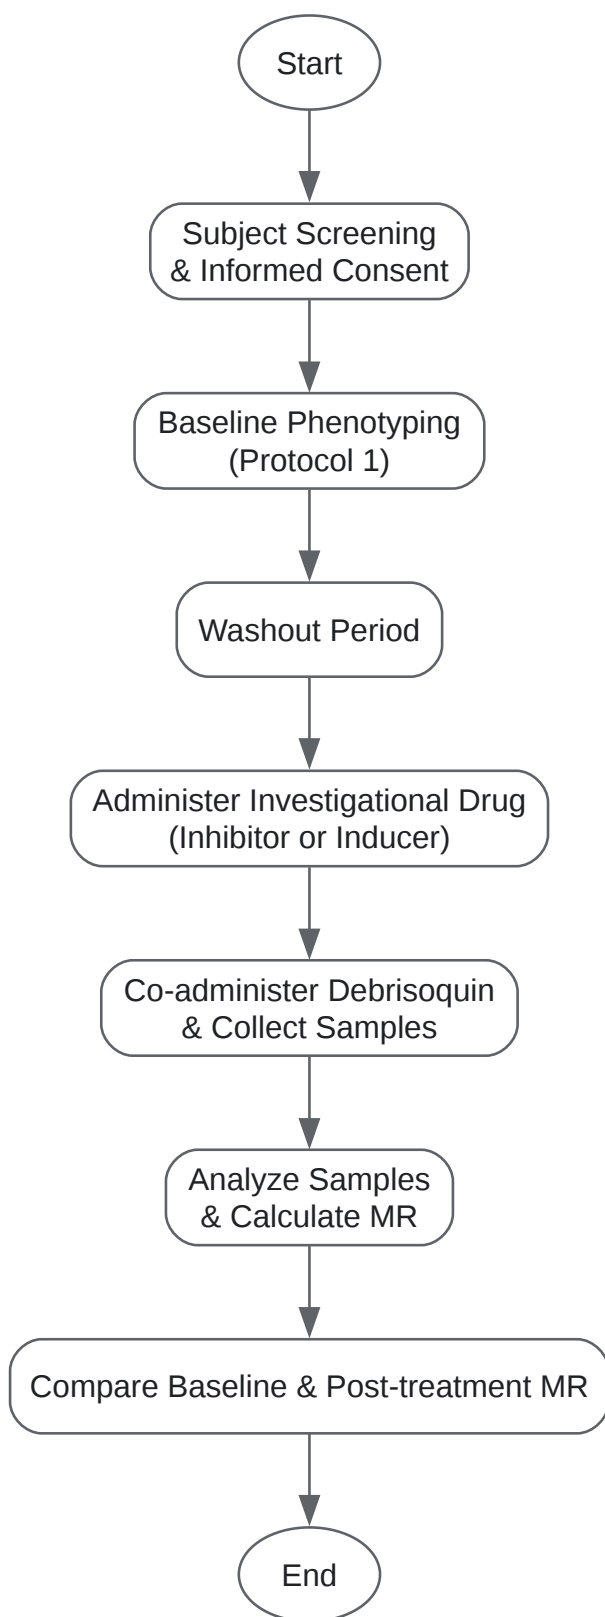 Start
Subject Screening
& Informed Consent
Baseline Phenotyping
(Protocol 1)
Washout Period
Administer Investigational Drug
(Inhibitor or Inducer)
Co-administer Debrisoquin
& Collect Samples
Analyze Samples
& Calculate MR
Compare Baseline & Post-treatment MR
End